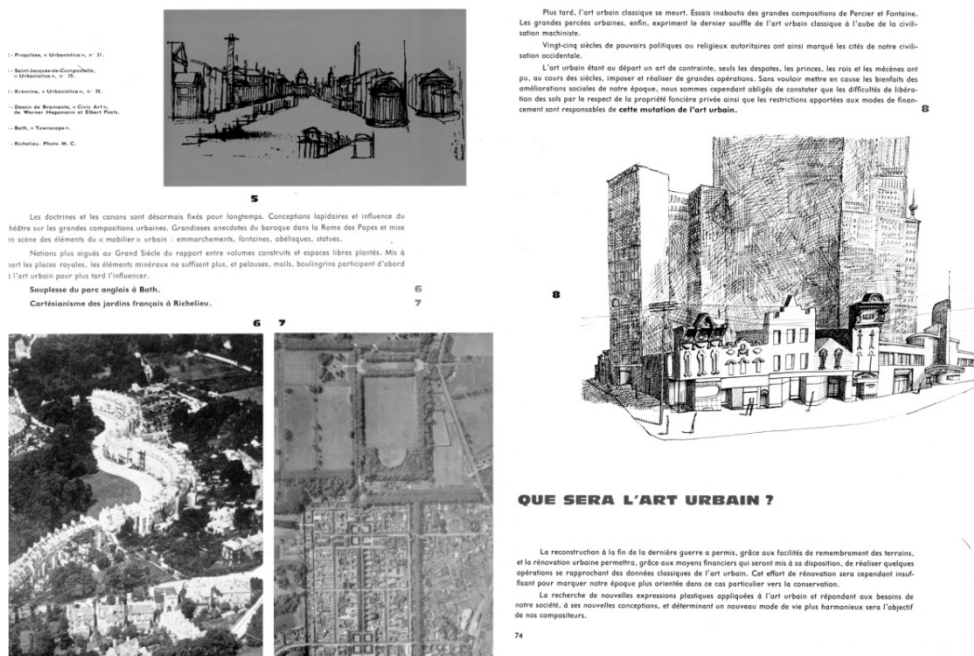 - Propylées, « Urbanistica », n° 31.
- Saint-Jacques-de-Compostelle,
« Urbanistica »,
- Dessin de Bramante, « Civic Art »,
de Werner Hegemann et Elbert Peets.
- Bath, « Townscape ».
- Richelieu. Photo M. C.
5
Les doctrines et les canons sont désormais fixés pour longtemps. Conceptions lapidaires et influence du
théâtre sur les grandes compositions urbaines. Grandioses anecdotes du baroque dans la Rome des Papes et mise
en scène des éléments du « mobilier » urbain : emmarchements, fontaines, obélisques, statues.
Notions plus aiguës au Grand Siècle du rapport entre volumes construits et espaces libres plantés. Mis à
part les places royales, les éléments minéraux ne suffisent plus, et pelouses, mails, boulingrins participent d'abord
à l'art urbain pour plus tard l'influencer.
Souplesse du parc anglais à Bath. 6
Cartésianisme des jardins français à Richelieu. 7
6 7
Plus tard, l'art urbain classique se meurt. Essais inaboutis des grandes compositions de Percier et Fontaine.
Les grandes percées urbaines, enfin, expriment le dernier souffle de l'art urbain classique à l'aube de la civili-
sation machiniste.
Vingt-cinq siècles de pouvoirs politiques ou religieux autoritaires ont ainsi marqué les cités de notre civili-
sation occidentale.
L'art urbain étant au départ un art de contrainte, seuls les despotes, les princes, les rois et les mécènes ont
pu, au cours des siècles, imposer et réaliser de grandes opérations. Sans vouloir mettre en cause les bienfaits des
améliorations sociales de notre époque, nous sommes cependant obligés de constater que les difficultés de libéra-
tion des sols par le respect de la propriété foncière privée ainsi que les restrictions apportées aux modes de finan-
cement sont responsables de cette mutation de l'art urbain. 8
8
QUE SERA L'ART URBAIN ?
La reconstruction à la fin de la dernière guerre a permis, grâce aux facilités de remembrement des terrains,
et la rénovation urbaine permettra, grâce aux moyens financiers qui seront mis à sa disposition, de réaliser quelques
opérations se rapprochant des données classiques de l'art urbain. Cet effort de rénovation sera cependant insuf-
fisant pour marquer notre époque plus orientée dans ce cas particulier vers la conservation.
La recherche de nouvelles expressions plastiques appliquées à l'art urbain et répondant aux besoins de
notre société, à ses nouvelles conceptions, et déterminant un nouveau mode de vie plus harmonieux sera l'objectif
de nos compositeurs.
74